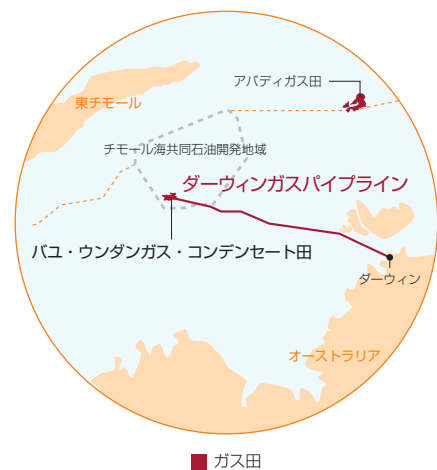 アバディガス田
東チモール
チモール海共同石油開発地域
ダーウィンガスパイプライン
バユ・ウンダンガス・コンデンセート田
ダーウィン
オーストラリア
ガス田